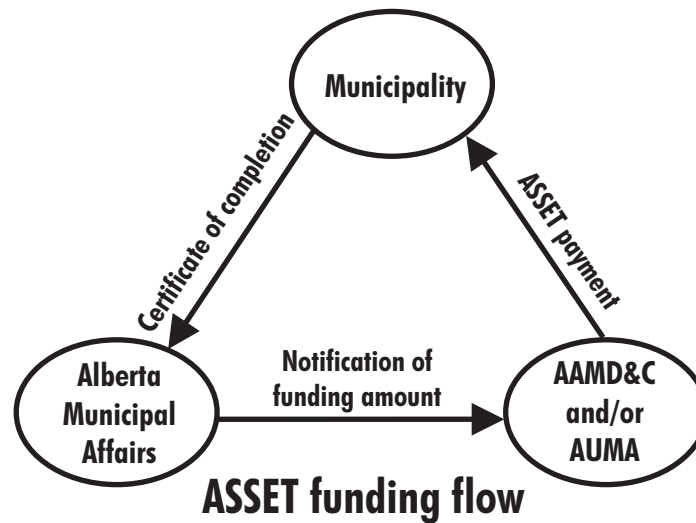 Municipality
Certificate of completion
ASSET payment
Alberta
Municipal
Affairs
Notification of
funding amount
AAMD&C
and/or
AUMA
ASSET funding flow